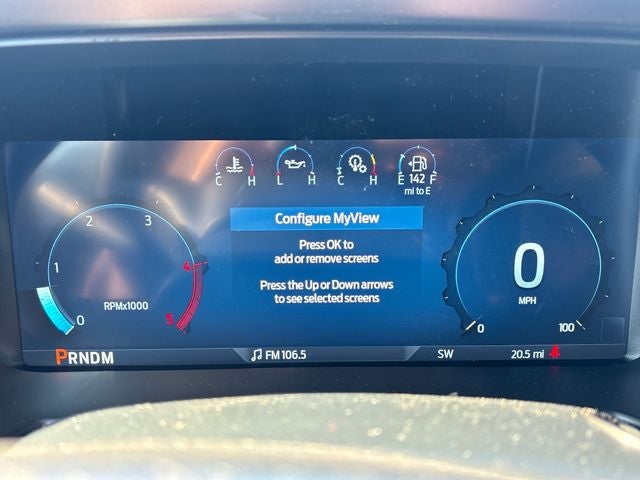 C H L H C H E 142 F
mi to E
Configure MyView
Press OK to
add or remove screens
Press the Up or Down arrows
to see selected screens
2 3
1 4
RPMx1000
0 5
0
MPH
0 100
PRNDM FM 106.5 SW 20.5 mi